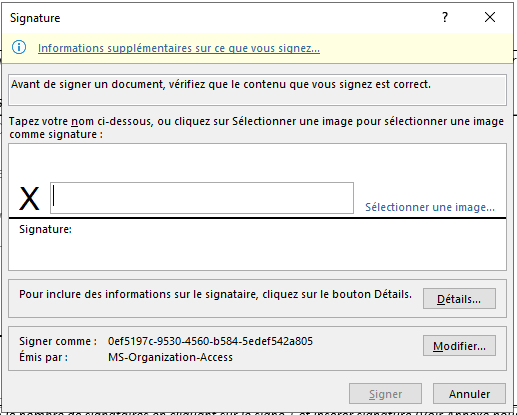 Signature
Informations supplémentaires sur ce que vous signez...
Avant de signer un document, vérifiez que le contenu que vous signez est correct.
Tapez votre nom ci-dessous, ou cliquez sur Sélectionner une image pour sélectionner une image
comme signature :
X
Sélectionner une image...
Signature:
Pour inclure des informations sur le signataire, cliquez sur le bouton Détails.
Détails...
Signer comme : 0ef5197c-9530-4560-b584-5edef542a805
Émis par : MS-Organization-Access
Modifier...
Signer
Annuler